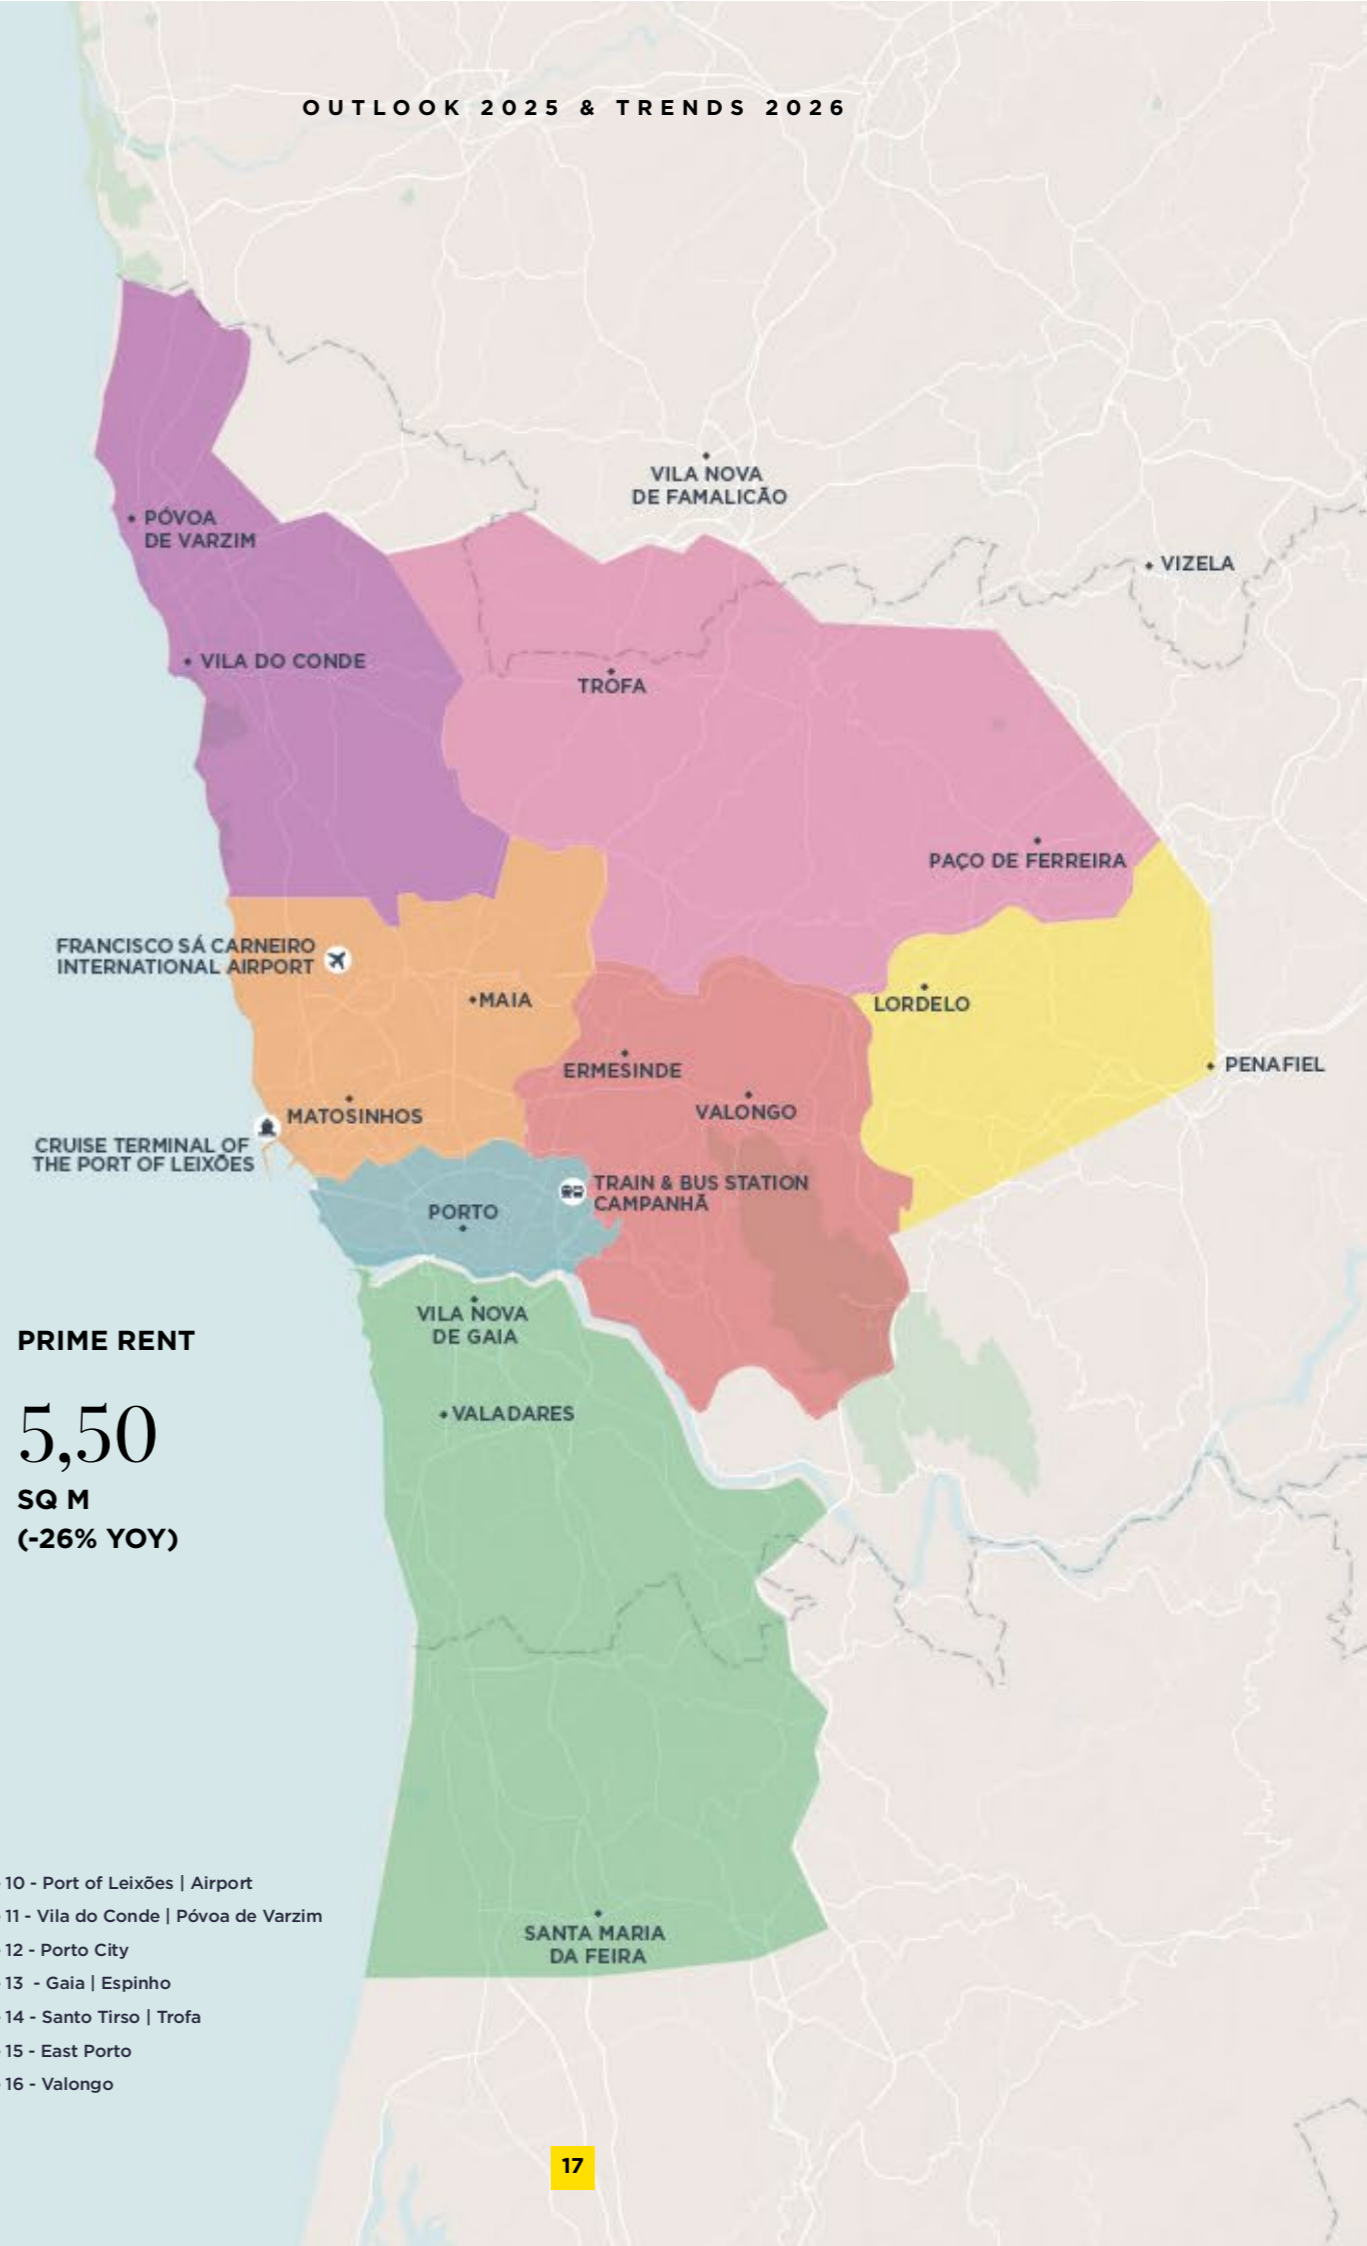 OUTLOOK 2025 & TRENDS 2026
VILA NOVA
DE FAMALICÃO
PÓVOA
DE VARZIM
VIZELA
VILA DO CONDE
TROFA
PAÇO DE FERREIRA
FRANCISCO SÁ CARNEIRO
INTERNATIONAL AIRPORT
MAIA
LORDELO
ERMESINDE
PENAFIEL
VALONGO
MATOSINHOS
CRUISE TERMINAL OF
THE PORT OF LEIXÕES
TRAIN & BUS STATION
CAMPANHÃ
PORTO
VILA NOVA
DE GAIA
VALADARES
PRIME RENT
5,50
SQ M
(-26% YOY)
10 - Port of Leixões | Airport
11 - Vila do Conde | Póvoa de Varzim
12 - Porto City
13 - Gaia | Espinho
14 - Santo Tirso | Trofa
15 - East Porto
16 - Valongo
SANTA MARIA
DA FEIRA
17